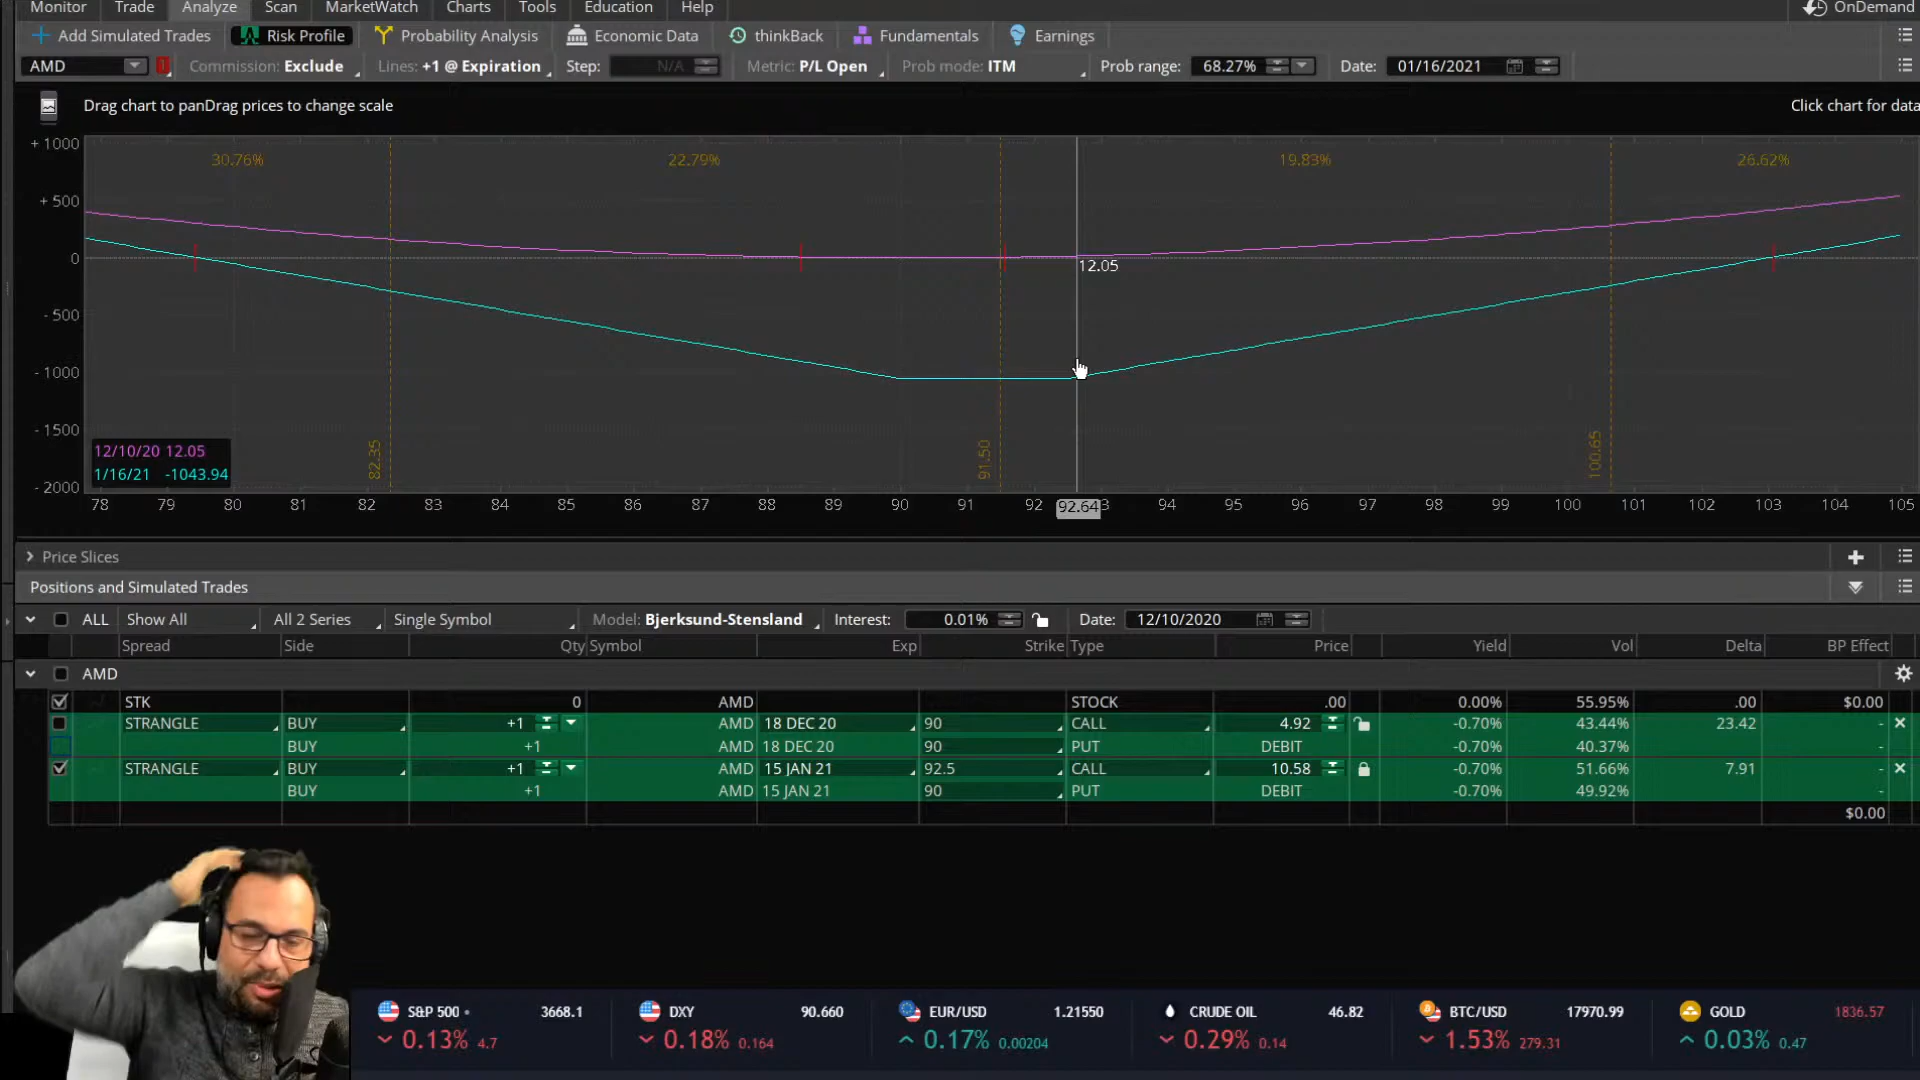 Monitor Trade Analyze Scan MarketWatch Charts Tools Education Help OnDemand
Add Simulated Trades Risk Profile Probability Analysis Economic Data thinkBack Fundamentals Earnings
AMD Commission: Exclude Lines: +1 @ Expiration Step: N/A Metric: P/L Open Prob mode: ITM Prob range: 68.27% Date: 01/16/2021
Drag chart to panDrag prices to change scale Click chart for data
+ 1000
30.76% 22.79% 19.83% 26.62%
+ 500
0
12.05
- 500
- 1000
- 1500
12/10/20 12.05
1/16/21 -1043.94
82.35 91.50 100.65
- 2000
78 79 80 81 82 83 84 85 86 87 88 89 90 91 92 92.64 3 94 95 96 97 98 99 100 101 102 103 104 105
Price Slices
Positions and Simulated Trades
ALL Show All All 2 Series Single Symbol Model: Bjerksund-Stensland Interest: 0.01% Date: 12/10/2020
Spread Side Qty Symbol Exp Strike Type Price Yield Vol Delta BP Effect
AMD
STK 0 AMD STOCK .00 0.00% 55.95% .00 $0.00
STRANGLE BUY +1 AMD 18 DEC 20 90 CALL 4.92 -0.70% 43.44% 23.42 -
BUY +1 AMD 18 DEC 20 90 PUT DEBIT -0.70% 40.37% -
STRANGLE BUY +1 AMD 15 JAN 21 92.5 CALL 10.58 -0.70% 51.66% 7.91 -
BUY +1 AMD 15 JAN 21 90 PUT DEBIT -0.70% 49.92% -
$0.00
S&P 500 3668.1 DXY 90.660 EUR/USD 1.21550 CRUDE OIL 46.82 BTC/USD 17970.99 GOLD 1836.57
0.13% 4.7 0.18% 0.164 0.17% 0.00204 0.29% 0.14 1.53% 279.31 0.03% 0.47